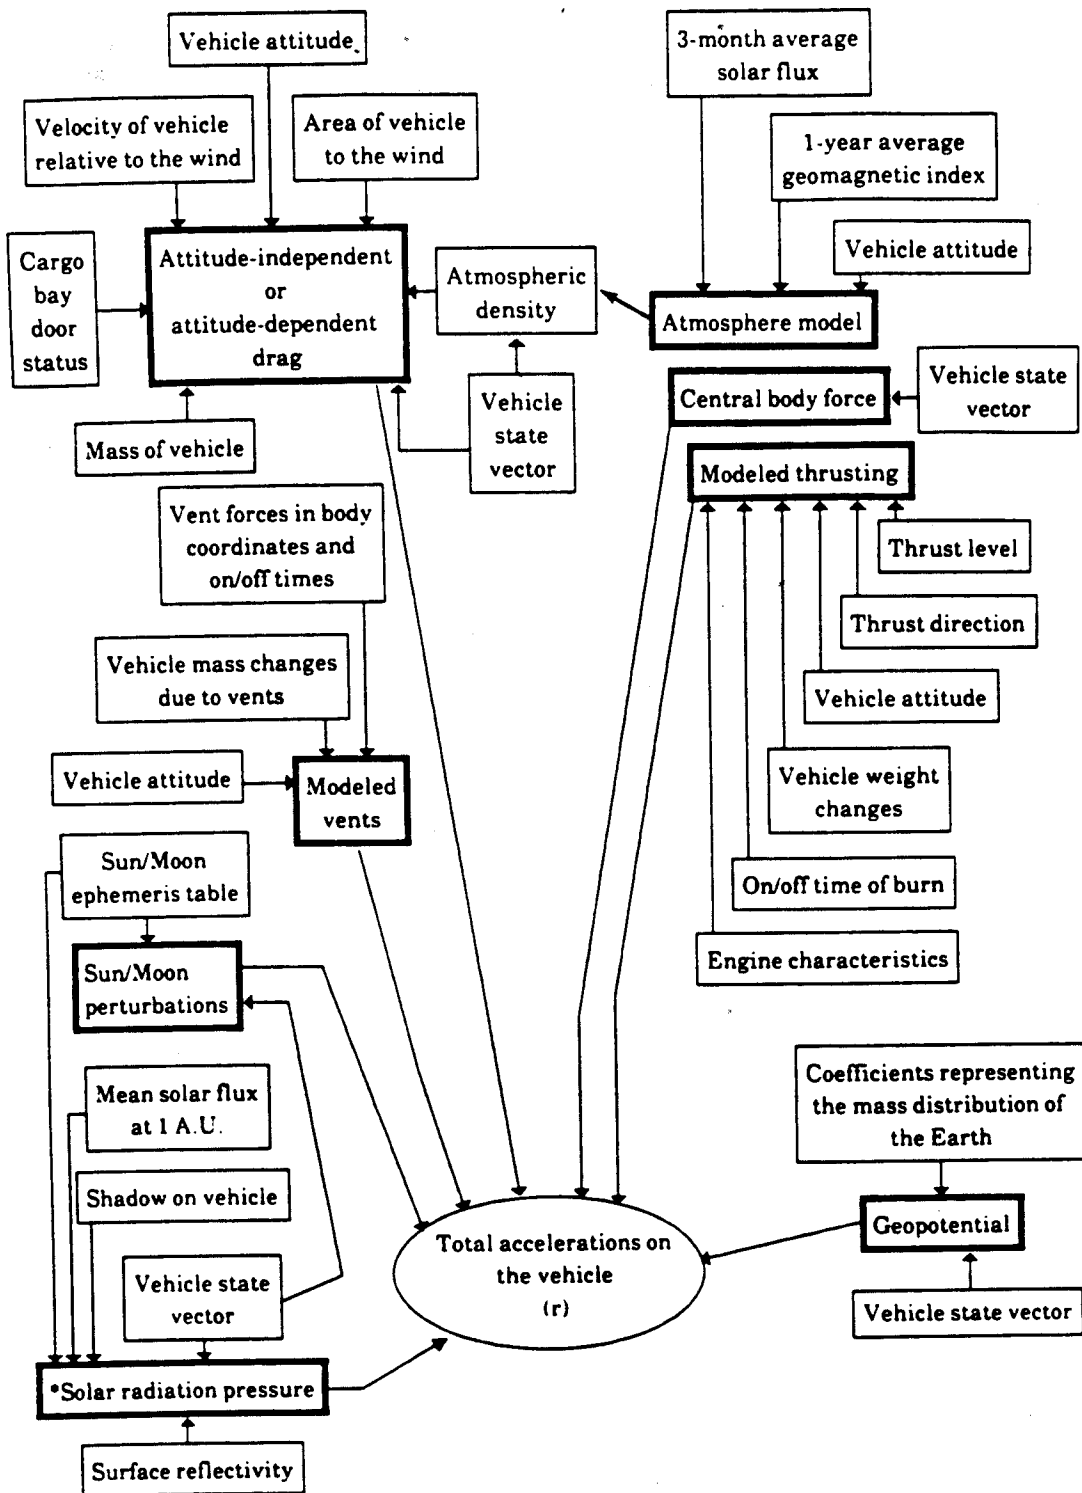 Vehicle attitude
3-month average
solar flux
Velocity of vehicle
relative to the wind
Area of vehicle
to the wind
1-year average
geomagnetic index
Vehicle attitude
Cargo
bay
door
status
Attitude-independent
or
attitude-dependent
drag
Atmospheric
density
Atmosphere model
Central body force
Vehicle state
vector
Mass of vehicle
Vehicle
state
vector
Modeled thrusting
Vent forces in body
coordinates and
on/off times
Thrust level
Thrust direction
Vehicle mass changes
due to vents
Vehicle attitude
Vehicle attitude
Modeled
vents
Vehicle weight
changes
Sun/Moon
ephemeris table
On/off time of burn
Sun/Moon
perturbations
Engine characteristics
Mean solar flux
at 1 A.U.
Coefficients representing
the mass distribution of
the Earth
Shadow on vehicle
Geopotential
Total accelerations on
the vehicle
(r)
Vehicle state
vector
Vehicle state vector
*Solar radiation pressure
Surface reflectivity